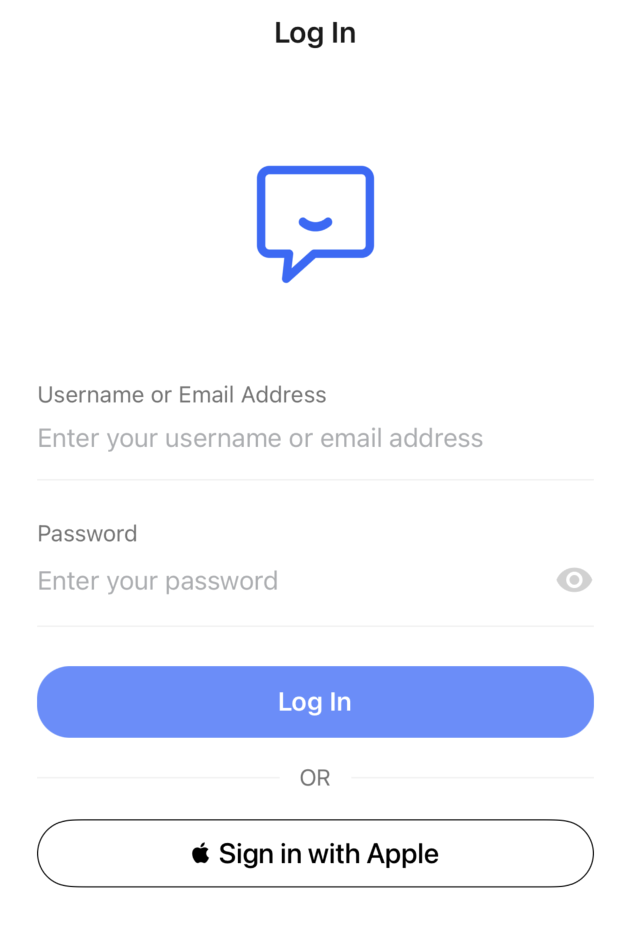 Log In
Username or Email Address
Enter your username or email address
Password
Enter your password
Log In
OR
Sign in with Apple